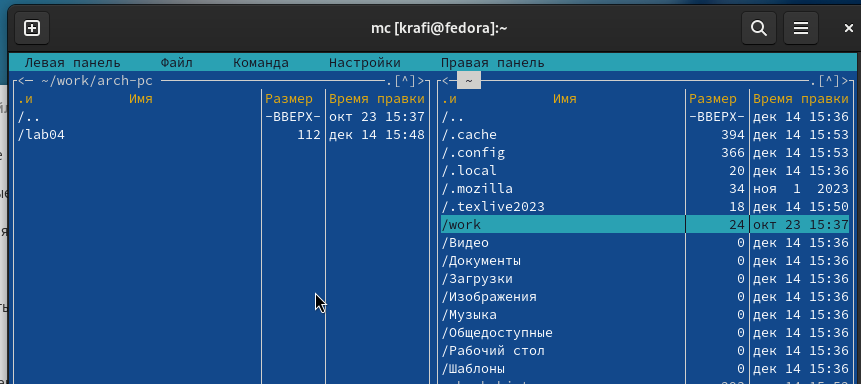 mc [krafi@fedora]:~
Левая панель Файл Команда Настройки Правая панель
<— ~/work/arch-pc .[^]>
.и Имя Размер Время правки
/.. -ВВЕРХ- окт 23 15:37
/lab04 112 дек 14 15:48
<— ~ .[^]>
.и Имя Размер Время правки
/.. -ВВЕРХ- дек 14 15:36
/.cache 394 дек 14 15:53
/.config 366 дек 14 15:53
/.local 20 дек 14 15:36
/.mozilla 34 ноя 1 2023
/.texlive2023 18 дек 14 15:50
/work 24 окт 23 15:37
/Видео 0 дек 14 15:36
/Документы 0 дек 14 15:36
/Загрузки 0 дек 14 15:36
/Изображения 0 дек 14 15:36
/Музыка 0 дек 14 15:36
/Общедоступные 0 дек 14 15:36
/Рабочий стол 0 дек 14 15:36
/Шаблоны 0 дек 14 15:36